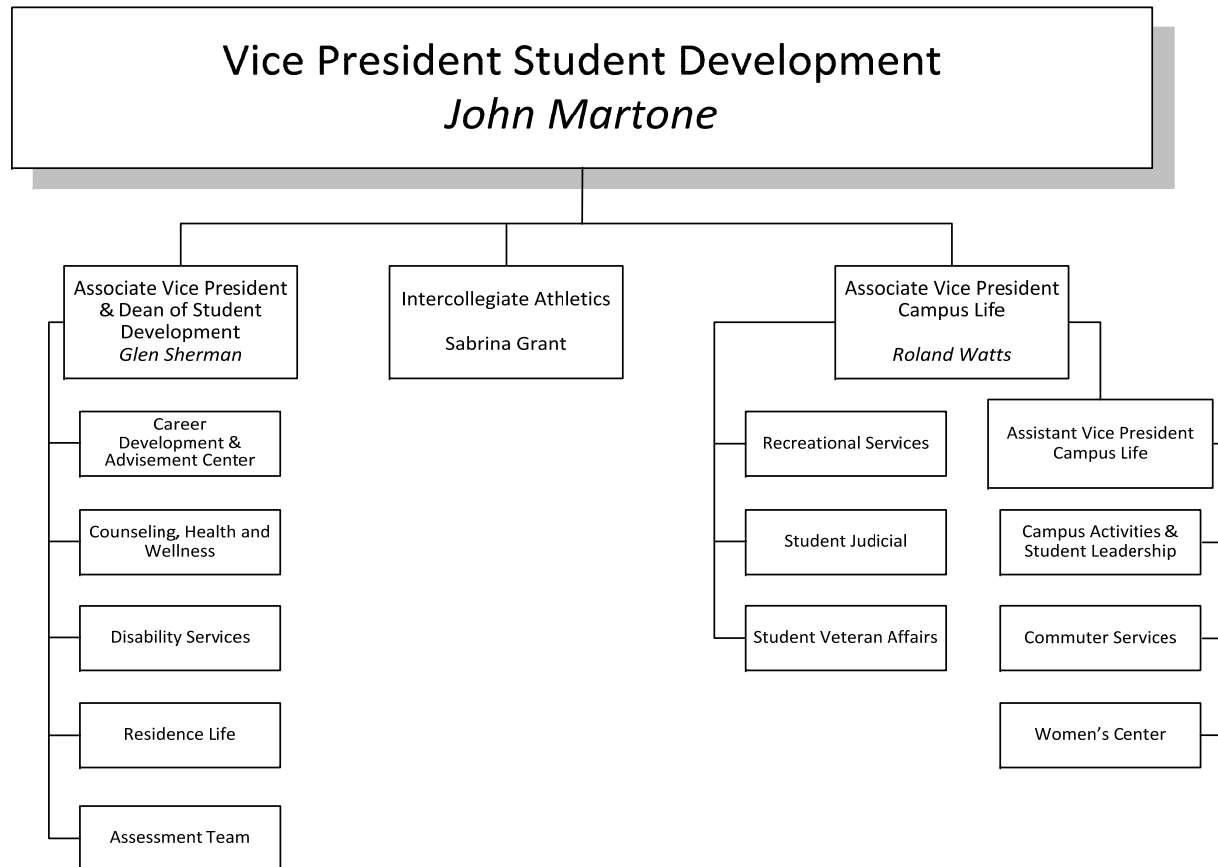 Vice President Student Development
John Martone
Associate Vice President
& Dean of Student
Development
Glen Sherman
Intercollegiate Athletics
Sabrina Grant
Associate Vice President
Campus Life
Roland Watts
Career
Development &
Advisement Center
Counseling, Health and
Wellness
Disability Services
Residence Life
Assessment Team
Recreational Services
Student Judicial
Student Veteran Affairs
Assistant Vice President
Campus Life
Campus Activities &
Student Leadership
Commuter Services
Women’s Center